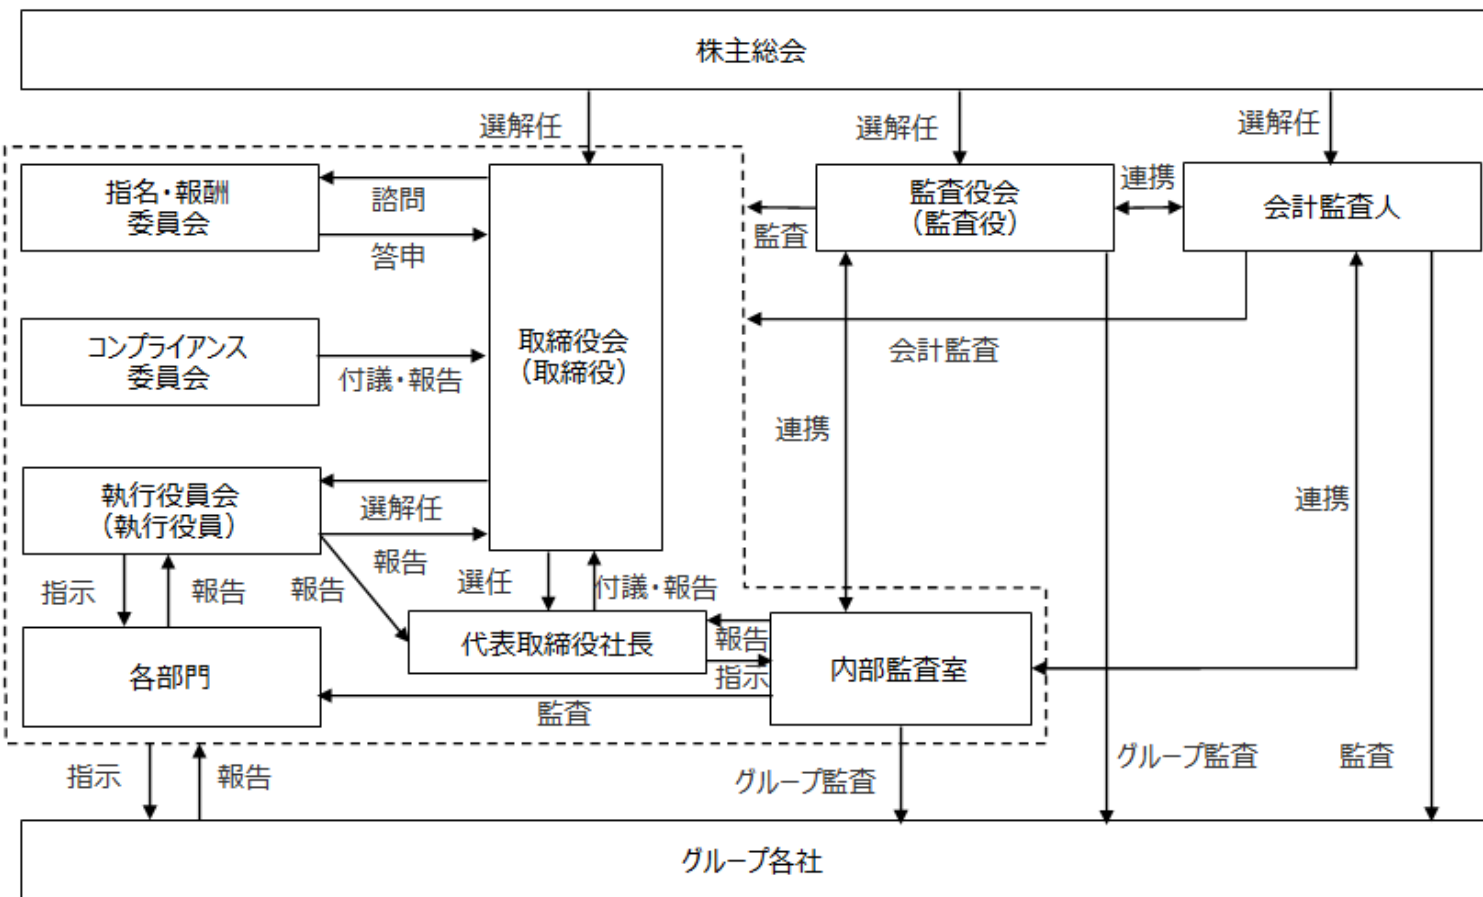 株主総会
選解任
選解任
選解任
指名・報酬
委員会
諮問
答申
監査役会
（監査役）
連携
会計監査人
監査
コンプライアンス
委員会
付議・報告
取締役会
（取締役）
会計監査
連携
執行役員会
（執行役員）
選解任
報告
連携
指示
報告
報告
選任
付議・報告
代表取締役社長
報告
指示
内部監査室
各部門
監査
指示
報告
グループ監査
グループ監査
監査
グループ各社